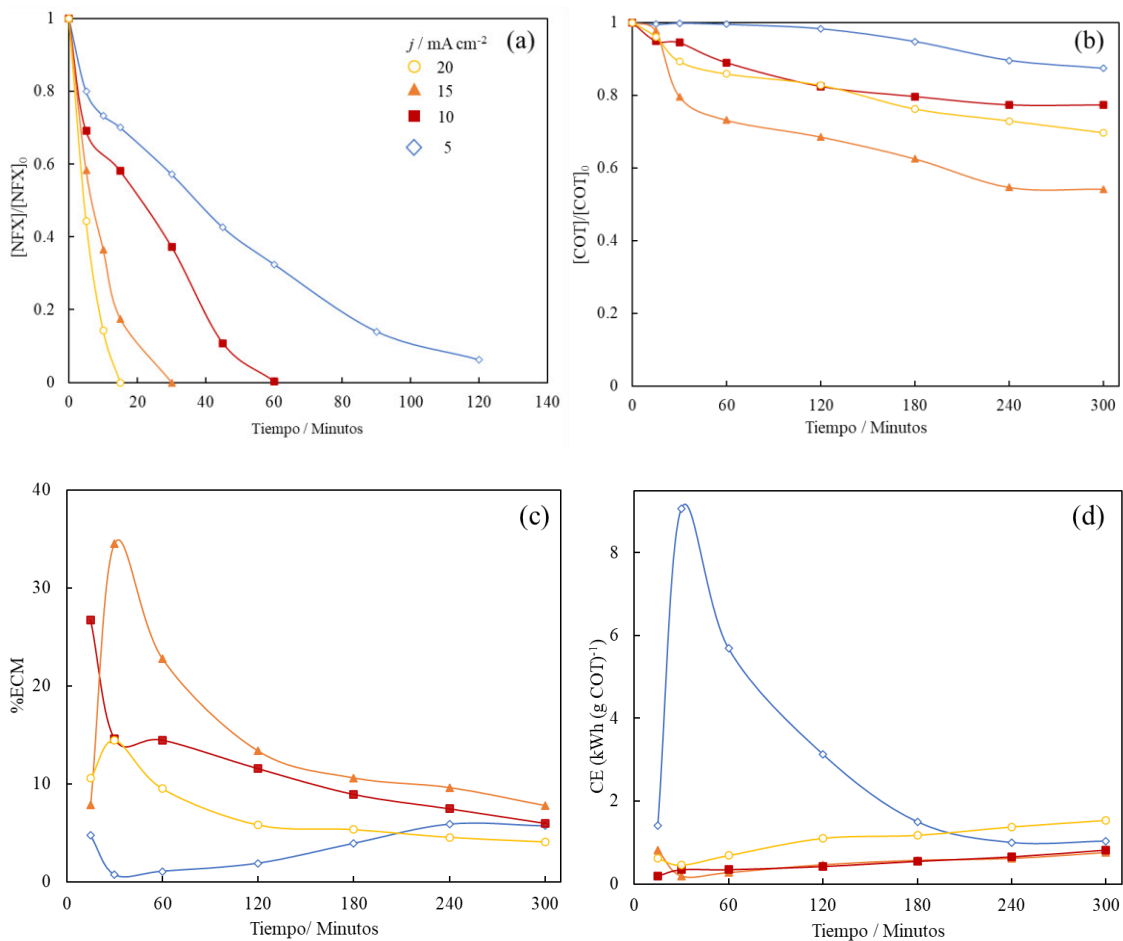 (a)
j / mA cm-2
20
15
10
5
1
0.8
0.6
0.4
0.2
0
[NFX]/[NFX]0
0 20 40 60 80 100 120 140
Tiempo / Minutos
(b)
1
0.8
0.6
0.4
0.2
0
[COT]/[COT]0
0 60 120 180 240 300
Tiempo / Minutos
(c)
40
30
20
10
0
%ECM
0 60 120 180 240 300
Tiempo/ Minutos
(d)
8
6
4
2
0
CE (kWh (g COT)-1)
0 60 120 180 240 300
Tiempo / Minutos